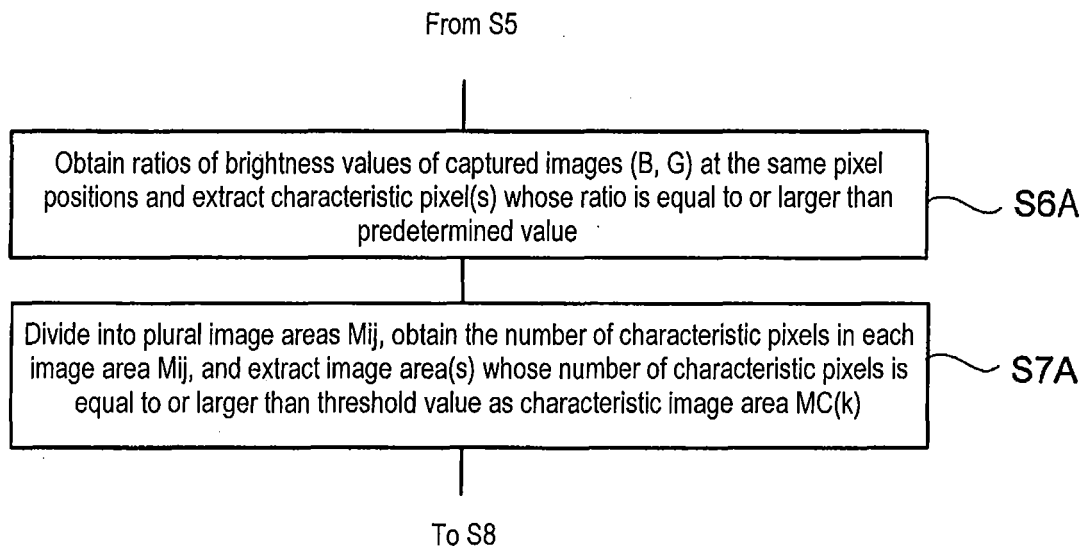 From S5
Obtain ratios of brightness values of captured images (B, G) at the same pixel
positions and extract characteristic pixel(s) whose ratio is equal to or larger than
predetermined value
S6A
Divide into plural image areas Mij, obtain the number of characteristic pixels in each
image area Mij, and extract image area(s) whose number of characteristic pixels is
equal to or larger than threshold value as characteristic image area MC(k)
S7A
To S8